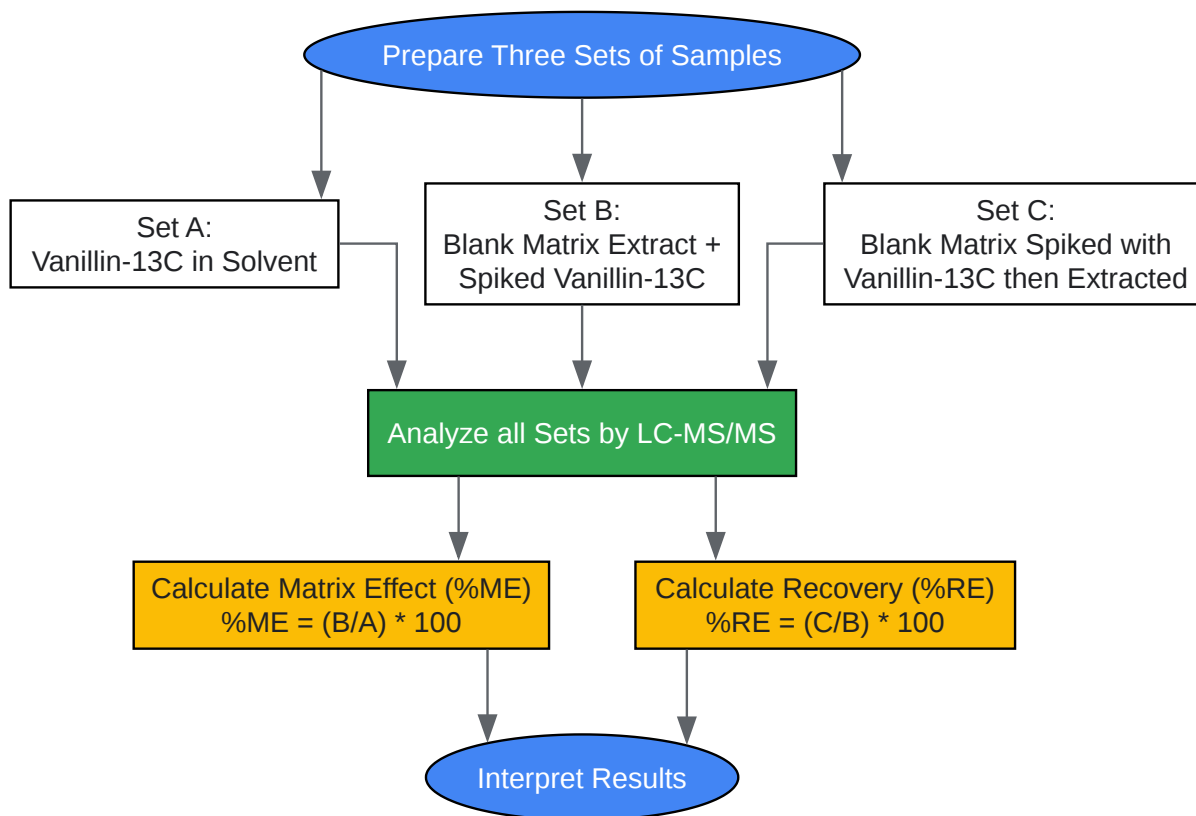 Prepare Three Sets of Samples
Set A:
Vanillin-13C in Solvent
Set B:
Blank Matrix Extract +
Spiked Vanillin-13C
Set C:
Blank Matrix Spiked with
Vanillin-13C then Extracted
Analyze all Sets by LC-MS/MS
Calculate Matrix Effect (%ME)
%ME = (B/A) * 100
Calculate Recovery (%RE)
%RE = (C/B) * 100
Interpret Results